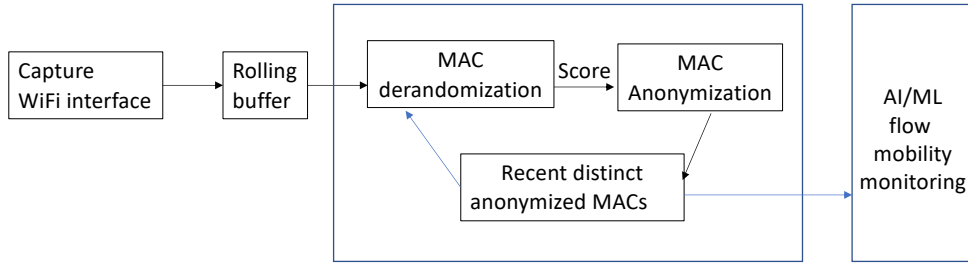 Capture
WiFi interface
Rolling
buffer
MAC
derandomization
Score
MAC
Anonymization
Recent distinct
anonymized MACs
AI/ML
flow
mobility
monitoring